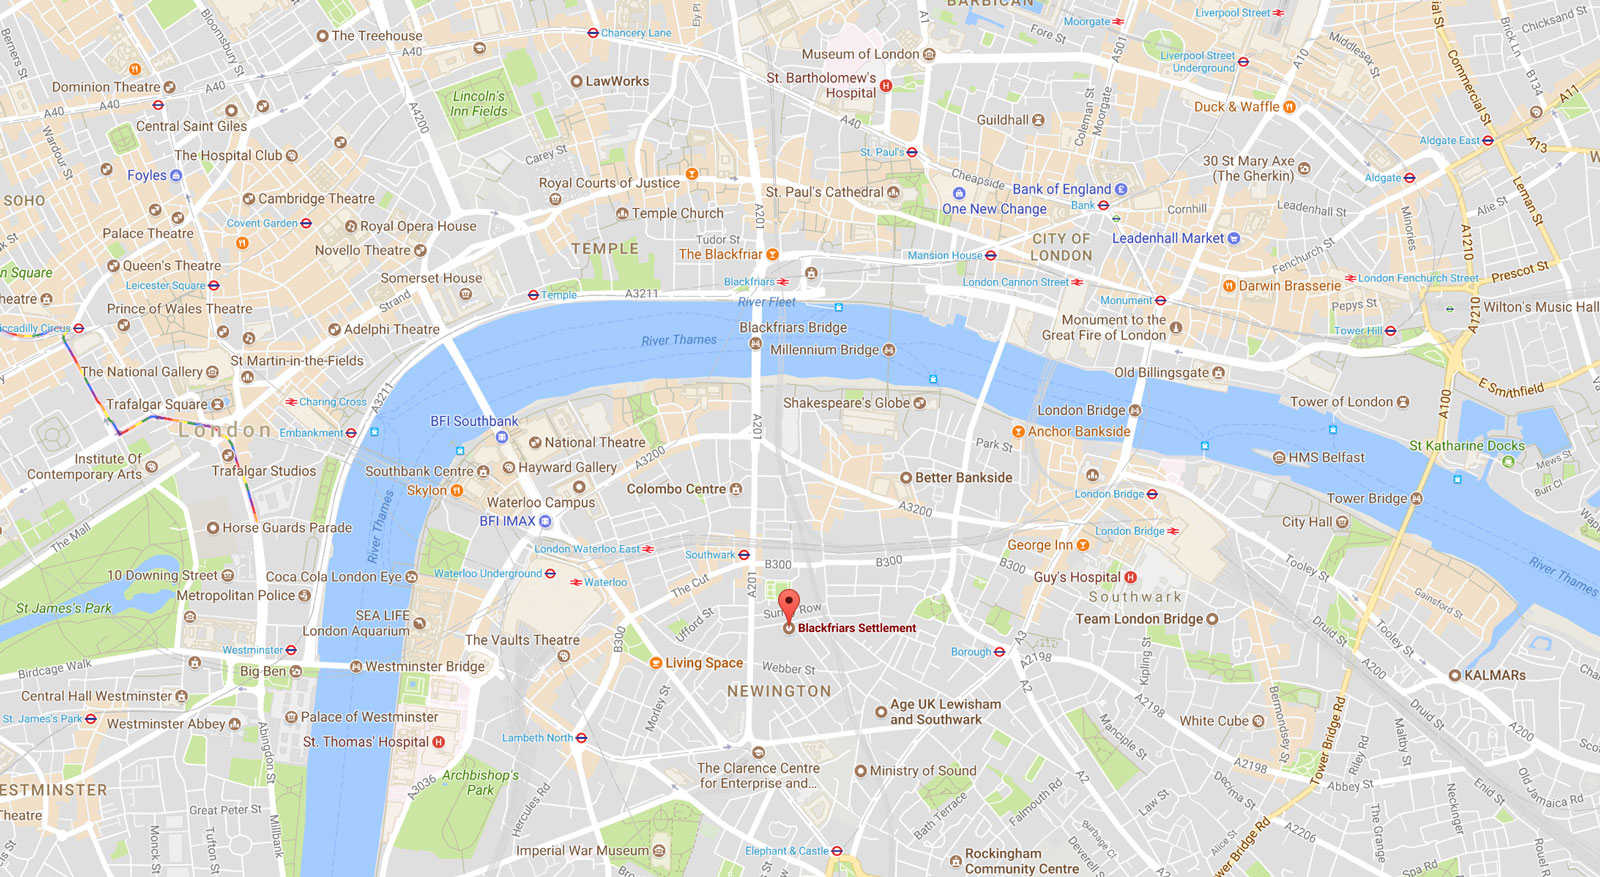 BARBICAN
Moorgate
Liverpool Street
Chicksand St
Berners St
Bloomsbury St
The Treehouse
A40
Ely Pl
Chancery Lane
A1
Fore St
A501
Middlesex St
Brick Ln
Museum of London
Liverpool Street
Underground
A10
Commercial St
Dominion Theatre
A40
LawWorks
St. Bartholomew's
Hospital
B134
A11
A40
Lincoln's
Inn Fields
A4200
Duck & Waffle
Central Saint Giles
A40
Guildhall
Coleman St
Moorgate
Aldgate East
A13
Wardour St
The Hospital Club
Carey St
St. Paul's
30 St Mary Axe
(The Gherkin)
Foyles
Royal Courts of Justice
St. Paul's Cathedral
Cheapside
Bank of England
Aldgate
SOHO
Cambridge Theatre
Temple Church
A201
One New Change
Bank
Cornhill
Leadenhall St
Leman St
Alie St
Covent Garden
Royal Opera House
Palace Theatre
Novello Theatre
TEMPLE
Tudor St
The Blackfriar
Mansion House
CITY OF
LONDON
Leadenhall Market
Fenchurch St
Minories
A1210
Queen's Theatre
Leicester Square
Somerset House
Strand
Temple
A3211
Blackfriars
London Cannon Street
Darwin Brasserie
London Fenchurch Street
Prescot St
Prince of Wales Theatre
River Fleet
Monument
Pepys St
A1210
Wilton's Music Hall
Adelphi Theatre
Blackfriars Bridge
River Thames
Millennium Bridge
Monument to the
Great Fire of London
Tower Hill
St Martin-in-the-Fields
The National Gallery
Old Billingsgate
E Smithfield
Trafalgar Square
Charing Cross
A3211
Shakespeare's Globe
London Bridge
Tower of London
A100
London
Embankment
BFI Southbank
A201
Anchor Bankside
St Katharine Docks
National Theatre
A3200
Park St
Institute Of
Contemporary Arts
Trafalgar Studios
Southbank Centre
Hayward Gallery
HMS Belfast
Mews St
Skylon
Colombo Centre
Better Bankside
London Bridge
Burr Cl
Waterloo Campus
Tower Bridge
The Mall
Horse Guards Parade
River Thames
BFI IMAX
A3200
London Bridge
City Hall
London Waterloo East
Southwark
George Inn
10 Downing Street
Coca Cola London Eye
Waterloo Underground
Waterloo
The Cut
A201
B300
B300
B300
Guy's Hospital
Tooley St
River Thames
Metropolitan Police
St James's Park
Southwark
Gainsford St
SEA LIFE
London Aquarium
The Vaults Theatre
B300
Ufford St
Blackfriars Settlement
Team London Bridge
Druid St
Tooley St
Westminster
Borough
A3
A2198
Kipling St
Birdcage Walk
Big Ben
Westminster Bridge
Living Space
Webber St
A200
KALMARs
Central Hall Westminster
NEWINGTON
A2
A2198
Bermondsey St
Druid St
St. James's Park
Westminster Abbey
Palace of Westminster
Morley St
Age UK Lewisham
and Southwark
Manciple St
White Cube
Maltby St
A200
Abingdon St
St. Thomas' Hospital
Lambeth North
Tower Bridge Rd
Riley Rd
The Clarence Centre
for Enterprise and...
Ministry of Sound
A2
A2198
Abbey St
Old Jamaica Rd
A3036
Archbishop's
Park
ESTMINSTER
Hercules Rd
Bath Terrace
Falmouth Rd
Law St
Decima St
Neckinger
Enid St
Great Peter St
Monck St
Tufton St
Millbank
Burbage Cl
Alice St
A2206
The Grange
Imperial War Museum
Elephant & Castle
Rockingham
Community Centre
Spa Rd